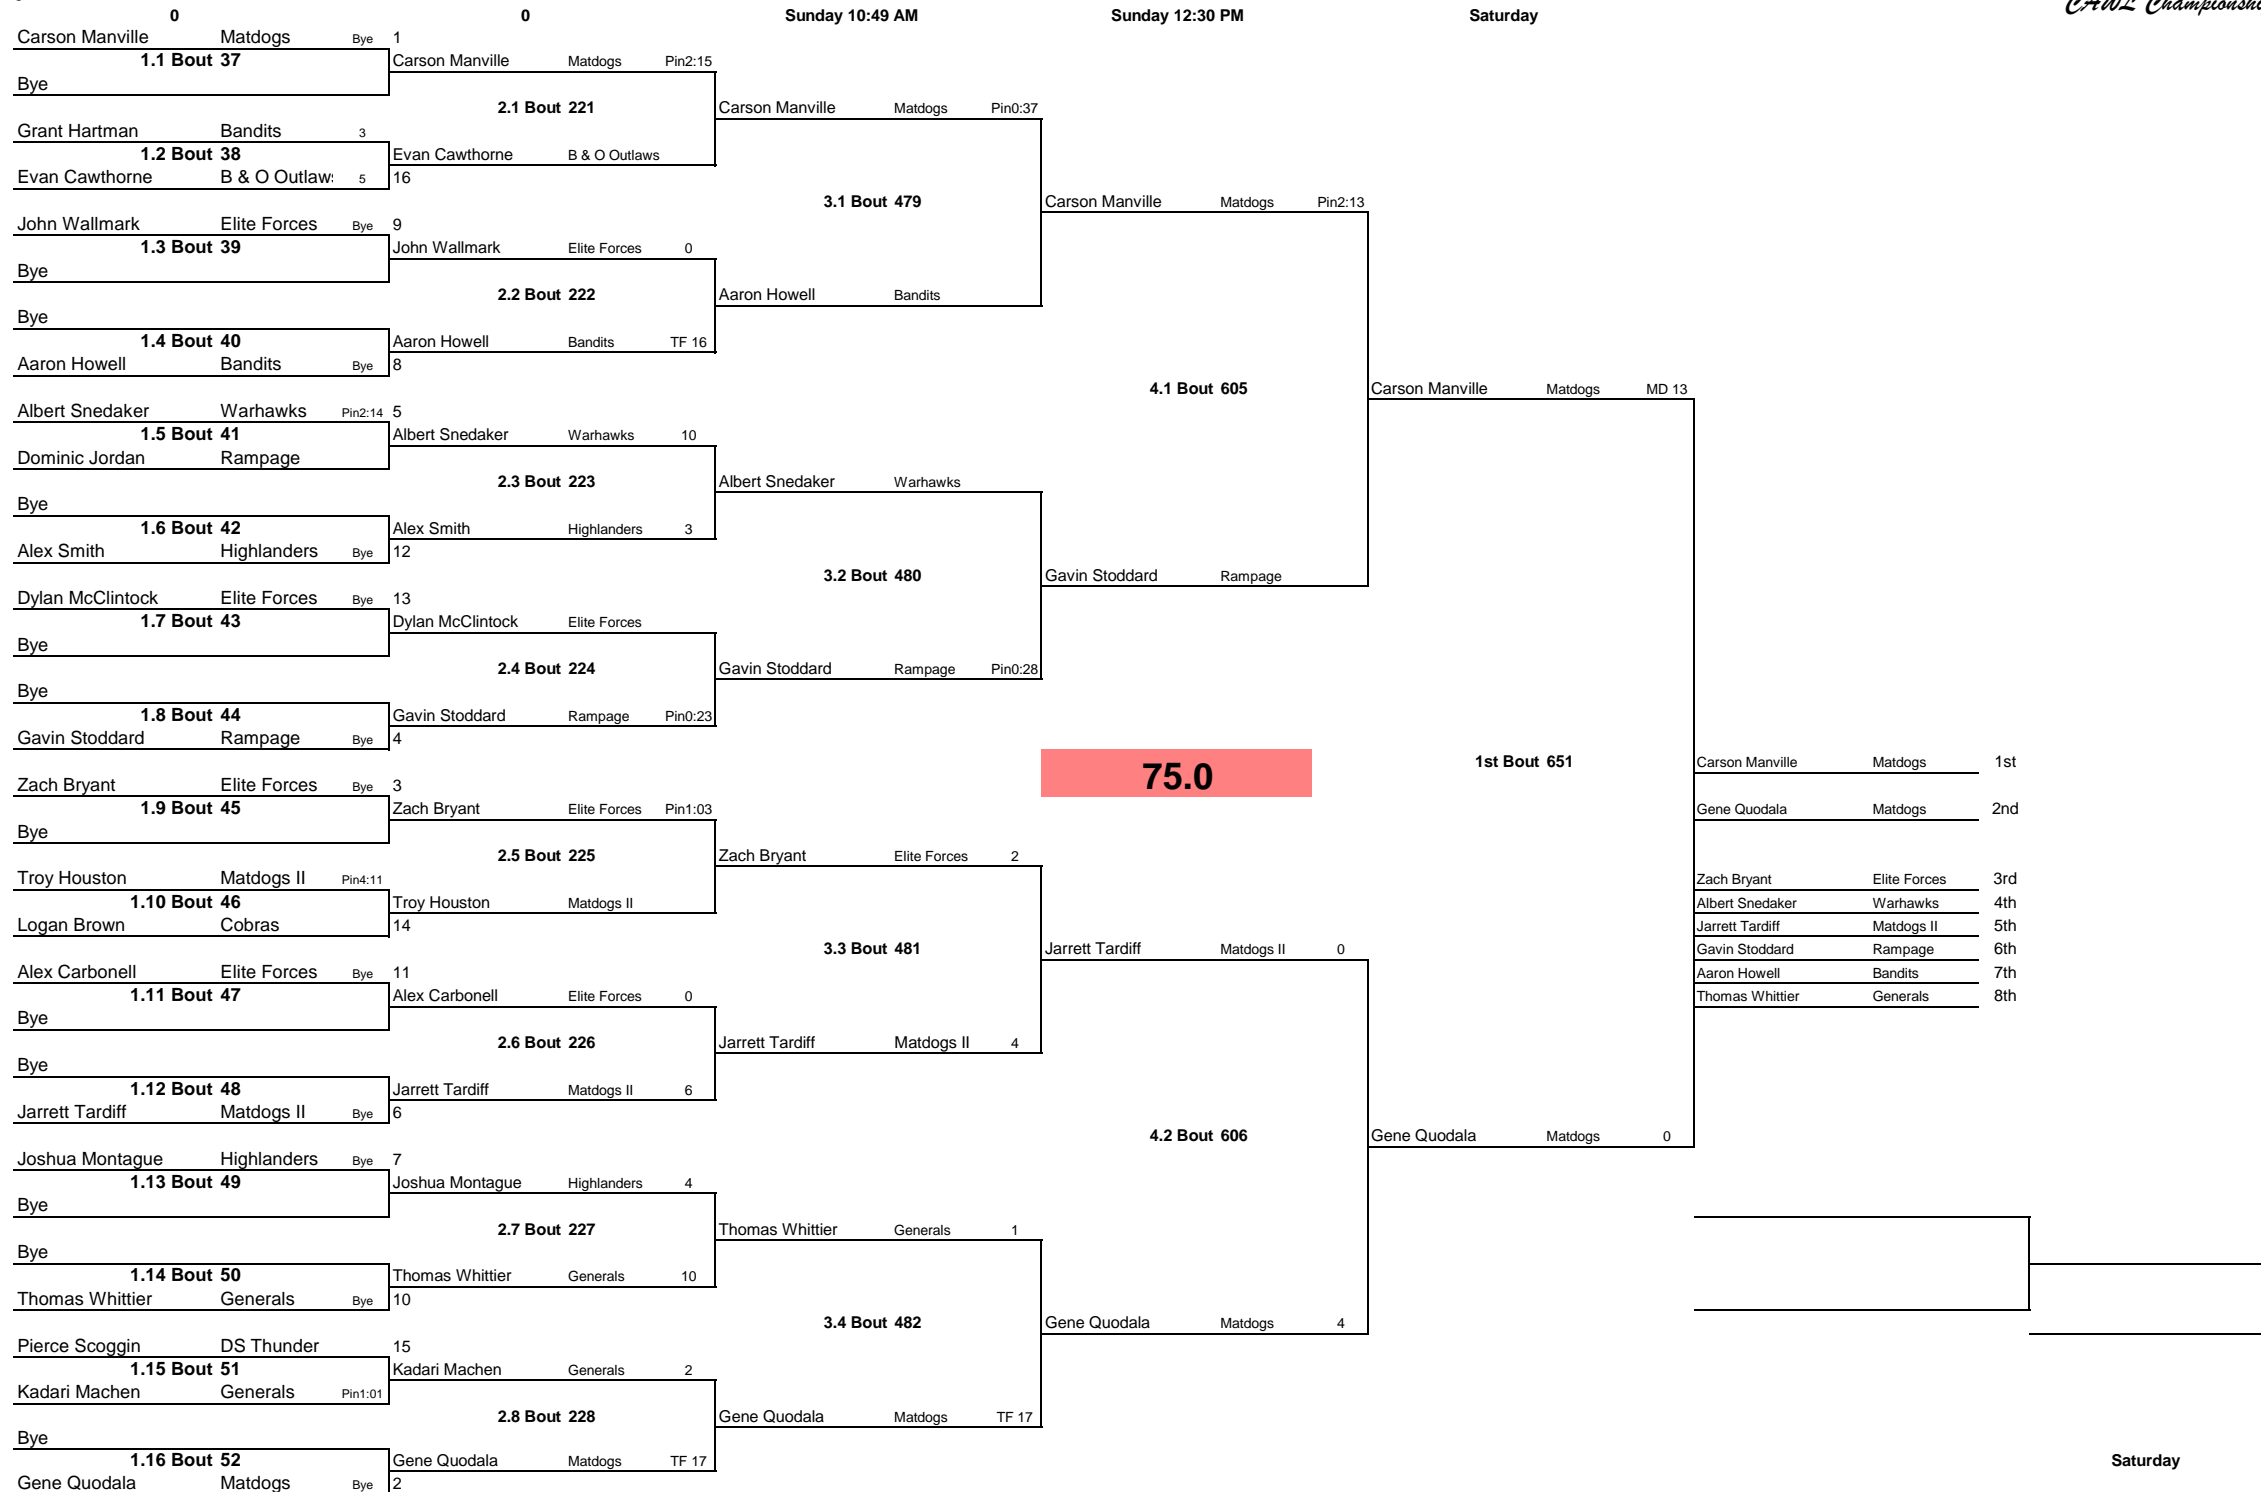 CAWL Championship
0 0 Sunday 10:49 AM Sunday 12:30 PM Saturday
Carson Manville Matdogs Bye 1
1.1 Bout 37
Carson Manville Matdogs Pin2:15
Bye
2.1 Bout 221
Carson Manville Matdogs Pin0:37
Grant Hartman Bandits 3
1.2 Bout 38
Evan Cawthorne B & O Outlaws
Evan Cawthorne B & O Outlaw 5 16
3.1 Bout 479
Carson Manville Matdogs Pin2:13
John Wallmark Elite Forces Bye 9
1.3 Bout 39
John Wallmark Elite Forces 0
Bye
2.2 Bout 222
Aaron Howell Bandits
Bye
1.4 Bout 40
Aaron Howell Bandits TF 16
Aaron Howell Bandits Bye 8
4.1 Bout 605
Carson Manville Matdogs MD 13
Albert Snedaker Warhawks Pin2:14 5
1.5 Bout 41
Albert Snedaker Warhawks 10
Dominic Jordan Rampage
2.3 Bout 223
Albert Snedaker Warhawks
Bye
1.6 Bout 42
Alex Smith Highlanders 3
Alex Smith Highlanders Bye 12
3.2 Bout 480
Gavin Stoddard Rampage
Dylan McClintock Elite Forces Bye 13
1.7 Bout 43
Dylan McClintock Elite Forces
Bye
2.4 Bout 224
Gavin Stoddard Rampage Pin0:28
Bye
1.8 Bout 44
Gavin Stoddard Rampage Pin0:23
Gavin Stoddard Rampage Bye 4
75.0
1st Bout 651
Carson Manville Matdogs 1st
Zach Bryant Elite Forces Bye 3
1.9 Bout 45
Zach Bryant Elite Forces Pin1:03
Gene Quodala Matdogs 2nd
Bye
2.5 Bout 225
Zach Bryant Elite Forces 2
Troy Houston Matdogs II Pin4:11
Zach Bryant Elite Forces 3rd
1.10 Bout 46
Troy Houston Matdogs II
Albert Snedaker Warhawks 4th
Logan Brown Cobras 14
Jarrett Tardiff Matdogs II 5th
3.3 Bout 481
Jarrett Tardiff Matdogs II 0
Gavin Stoddard Rampage 6th
Alex Carbonell Elite Forces Bye 11
Aaron Howell Bandits 7th
1.11 Bout 47
Alex Carbonell Elite Forces 0
Thomas Whittier Generals 8th
Bye
2.6 Bout 226
Jarrett Tardiff Matdogs II 4
Bye
1.12 Bout 48
Jarrett Tardiff Matdogs II 6
Jarrett Tardiff Matdogs II Bye 6
4.2 Bout 606
Gene Quodala Matdogs 0
Joshua Montague Highlanders Bye 7
1.13 Bout 49
Joshua Montague Highlanders 4
Bye
2.7 Bout 227
Thomas Whittier Generals 1
Bye
1.14 Bout 50
Thomas Whittier Generals 10
Thomas Whittier Generals Bye 10
3.4 Bout 482
Gene Quodala Matdogs 4
Pierce Scoggin DS Thunder 15
1.15 Bout 51
Kadari Machen Generals 2
Kadari Machen Generals Pin1:01
2.8 Bout 228
Gene Quodala Matdogs TF 17
Bye
1.16 Bout 52
Gene Quodala Matdogs TF 17
Saturday
Gene Quodala Matdogs Bye 2